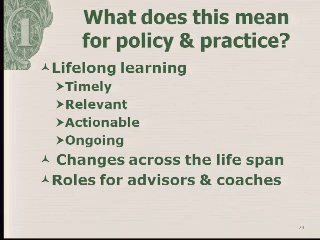 What does this mean
for policy & practice?
Lifelong learning
Timely
Relevant
Actionable
Ongoing
Changes across the life span
Roles for advisors & coaches